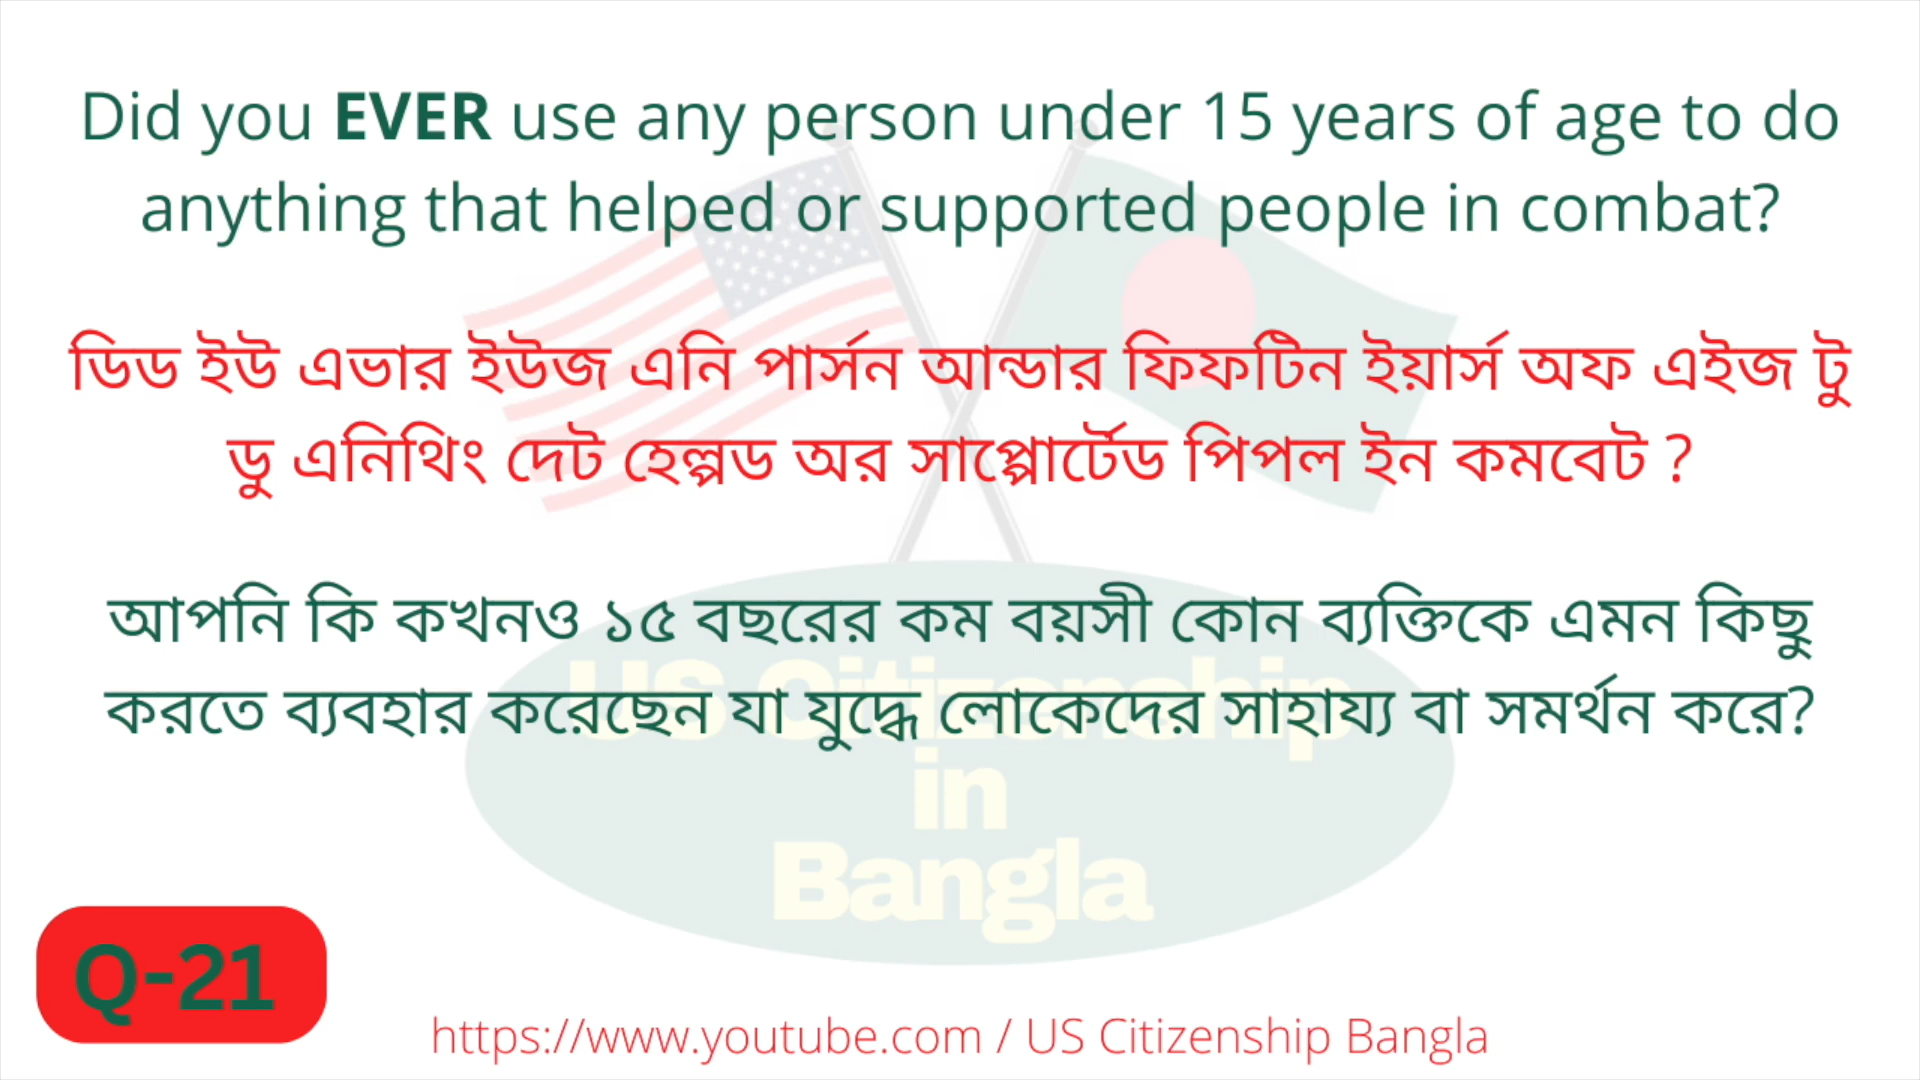 Did you EVER use any person under 15 years of age to do
anything that helped or supported people in combat?
ডিড ইউ এভার ইউজ এনি পার্সন আন্ডার ফিফটিন ইয়ার্স অফ এইজ টু
ডু এনিথিং দেট হেল্পড অর সাপ্পোর্টেড পিপল ইন কমবেট ?
আপনি কি কখনও ১৫ বছরের কম বয়সী কোন ব্যক্তিকে এমন কিছু
করতে ব্যবহার করেছেন যা যুদ্ধে লোকেদের সাহায্য বা সমর্থন করে?
US Citizenship
in
Bangla
Q-21
https://www.youtube.com / US Citizenship Bangla